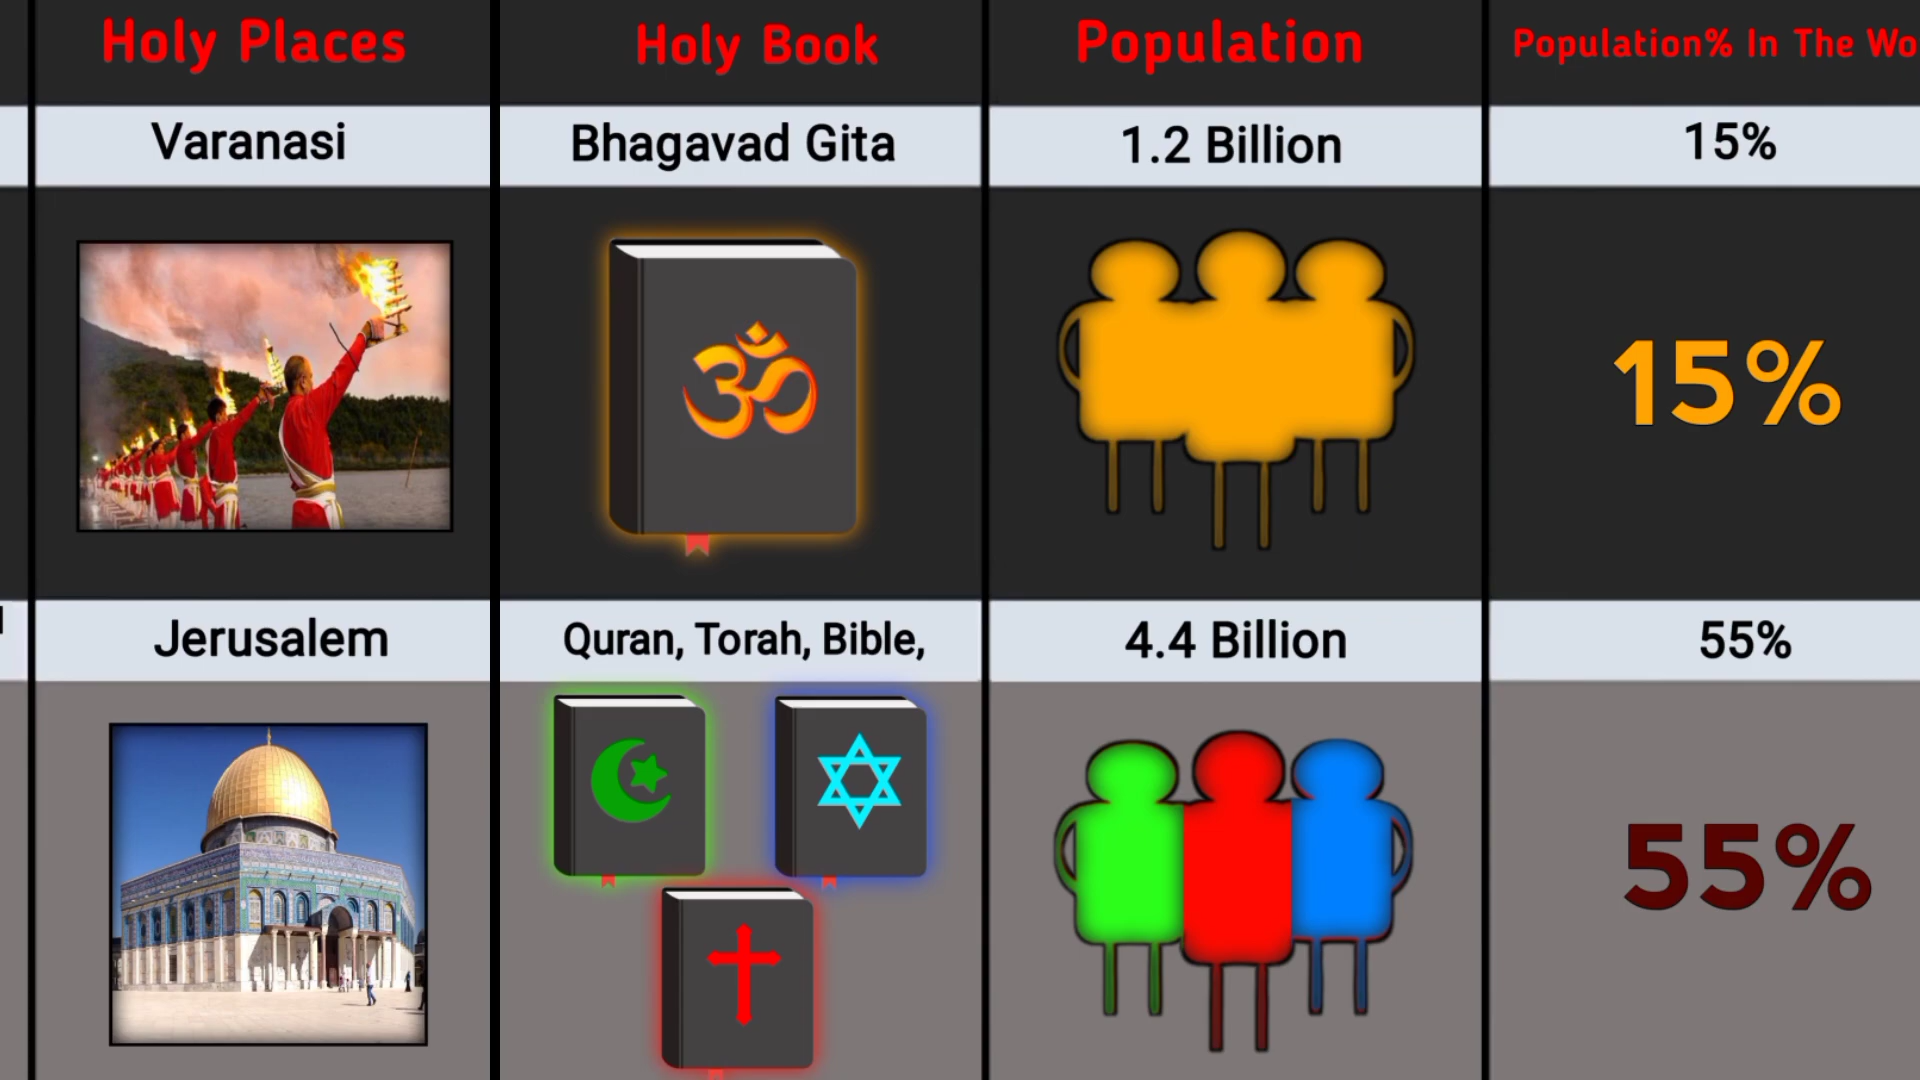 Holy Places
Holy Book
Population
Population% In The Wo
Varanasi
Bhagavad Gita
1.2 Billion
15%
ॐ
15%
Jerusalem
Quran, Torah, Bible,
4.4 Billion
55%
55%